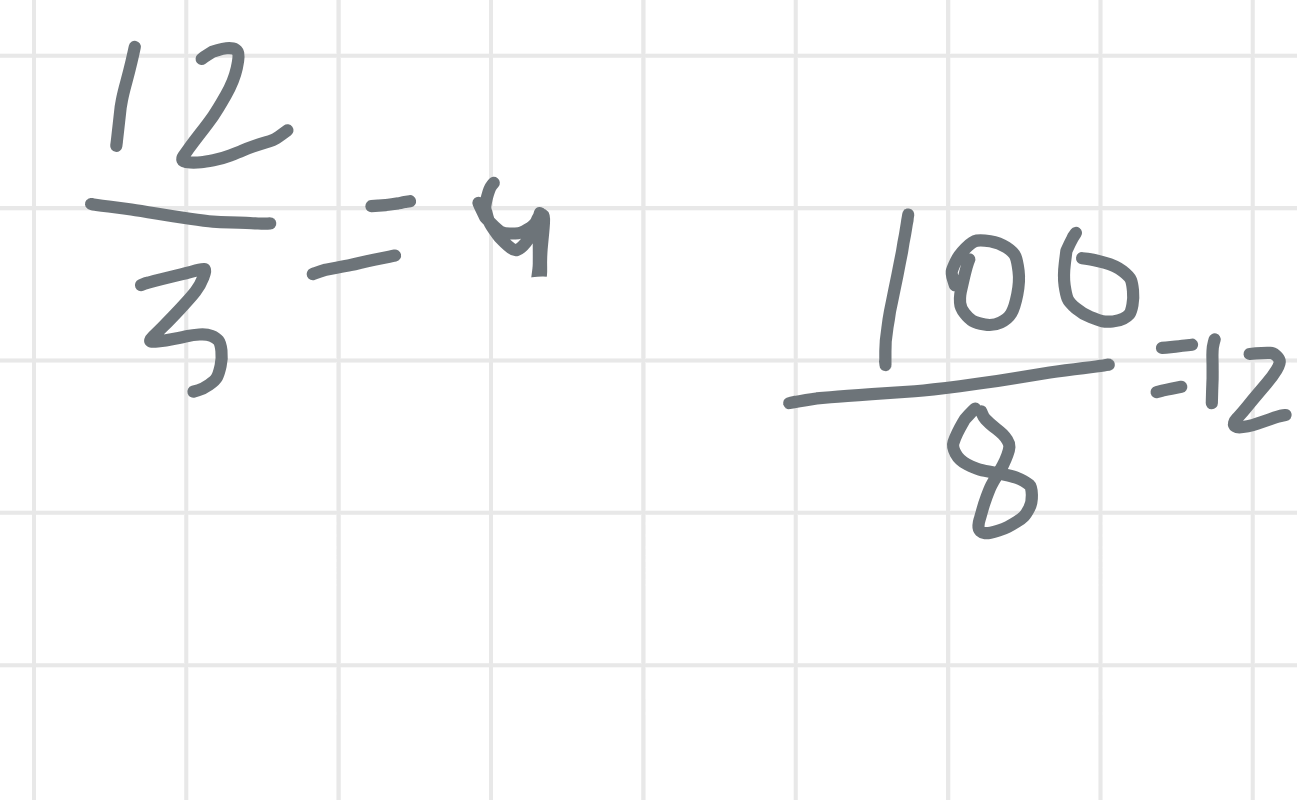 12/3 = 4
100/8 = 12